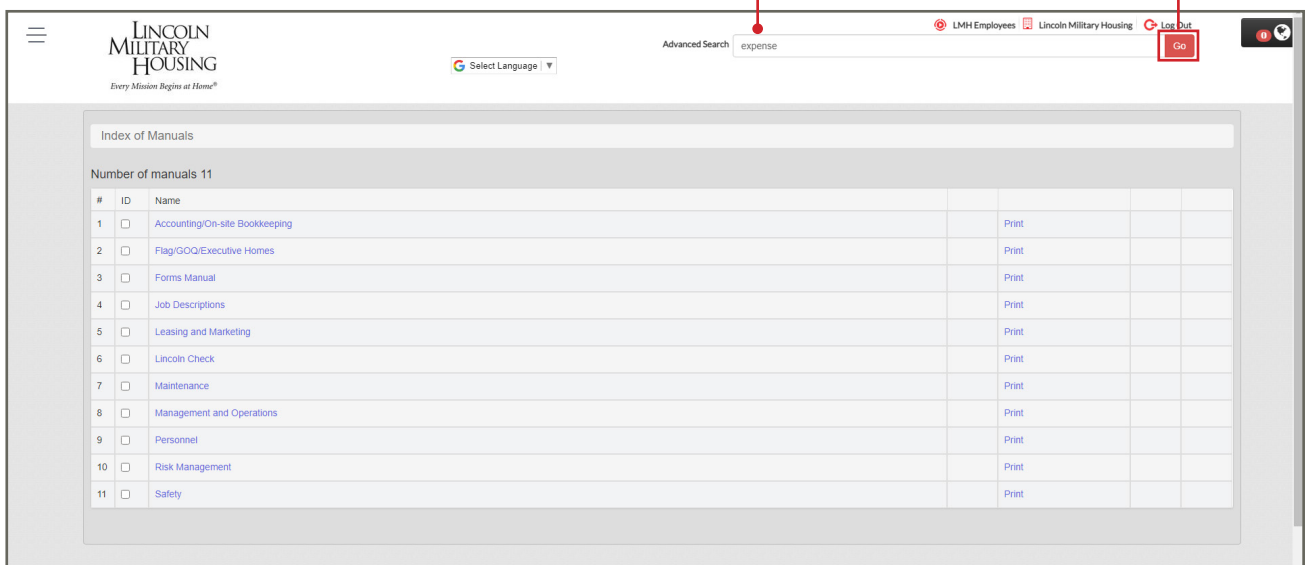 LINCOLN
MILITARY
HOUSING
Every Mission Begins at Home®
Select Language ▼
LMH Employees Lincoln Military Housing Log Out
Advanced Search expense Go
0
Index of Manuals
Number of manuals 11
# ID Name
1 Accounting/On-site Bookkeeping Print
2 Flag/GOQ/Executive Homes Print
3 Forms Manual Print
4 Job Descriptions Print
5 Leasing and Marketing Print
6 Lincoln Check Print
7 Maintenance Print
8 Management and Operations Print
9 Personnel Print
10 Risk Management Print
11 Safety Print